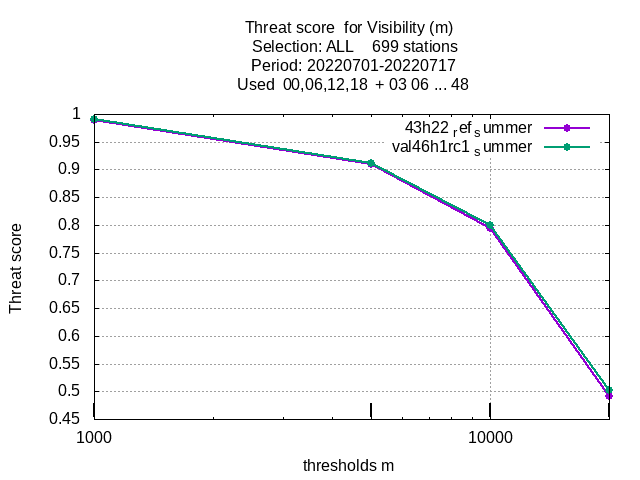 Threat score for Visibility (m)
Selection: ALL 699 stations
Period: 20220701-20220717
Used 00,06,12,18 + 03 06 ... 48
1
0.95
0.9
0.85
0.8
0.75
0.7
0.65
0.6
0.55
0.5
0.45
Threat score
43h22 ref summer
val46h1rc1 summer
1000 10000
thresholds m